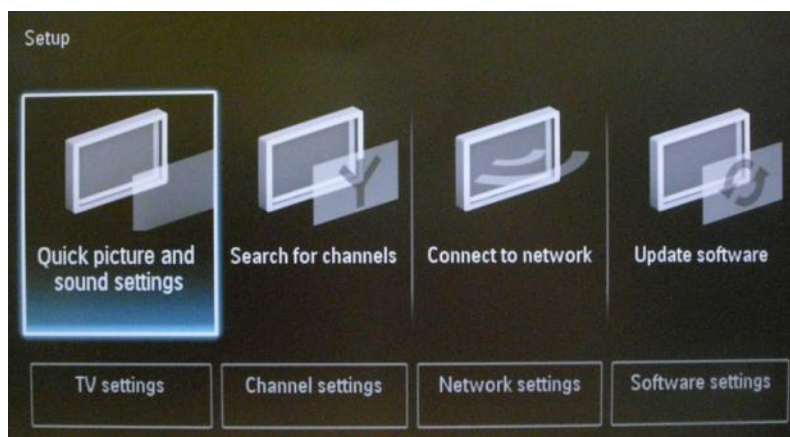 Setup
Quick picture and
sound settings
Search for channels
Connect to network
Update software
TV settings
Channel settings
Network settings
Software settings